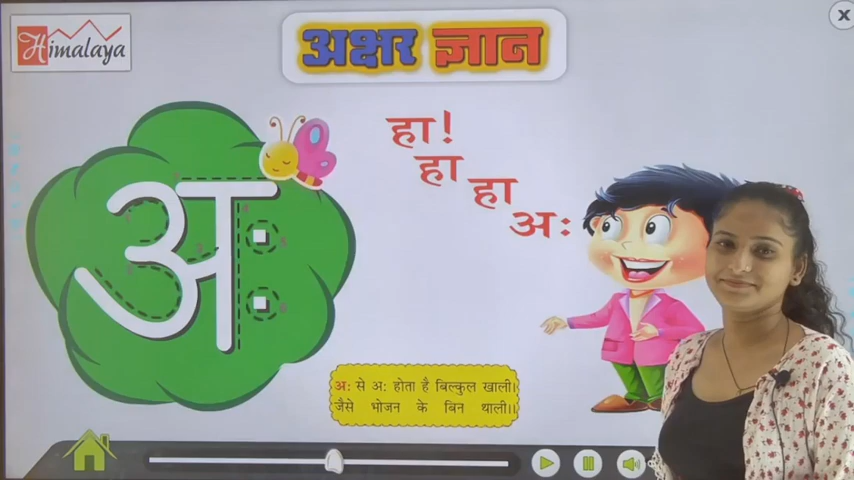 Himalaya
अक्षर ज्ञान
X
अः
हा!
हा
हा
अः
अः से अः होता है बिल्कुल खाली।
जैसे भोजन के बिन थाली।।